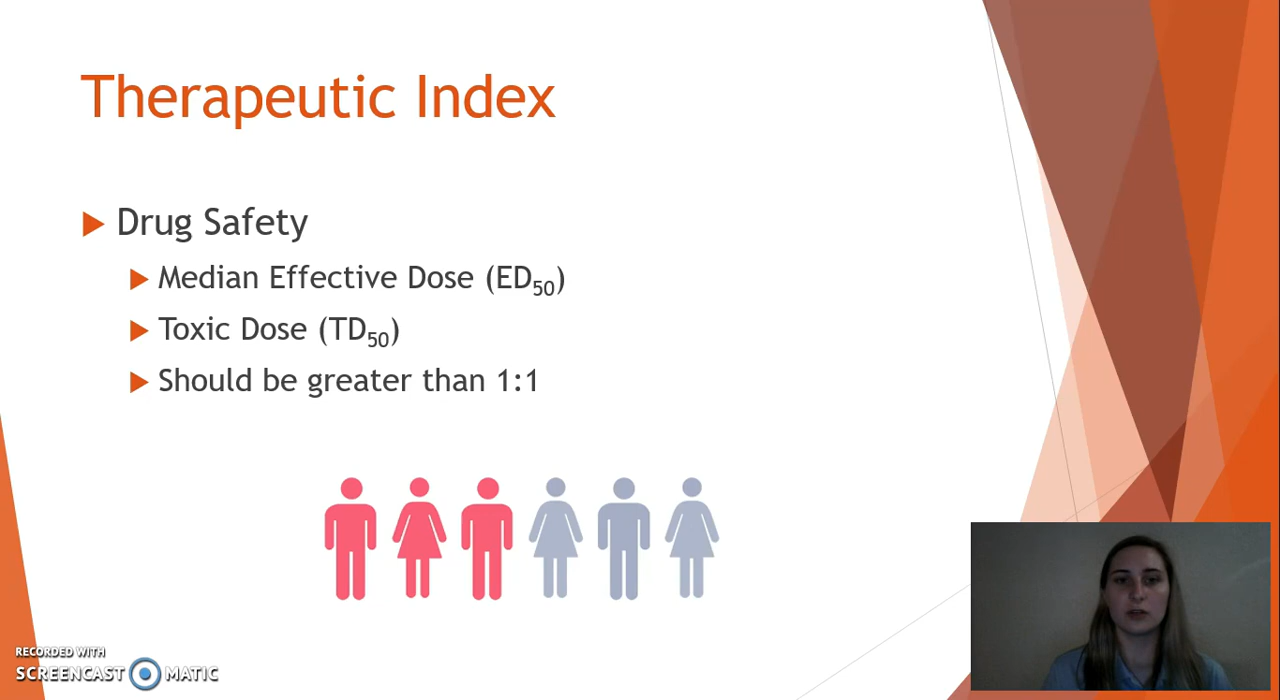 Therapeutic Index
Drug Safety
Median Effective Dose (ED50)
Toxic Dose (TD50)
Should be greater than 1:1
RECORDED WITH
SCREENCAST MATIC